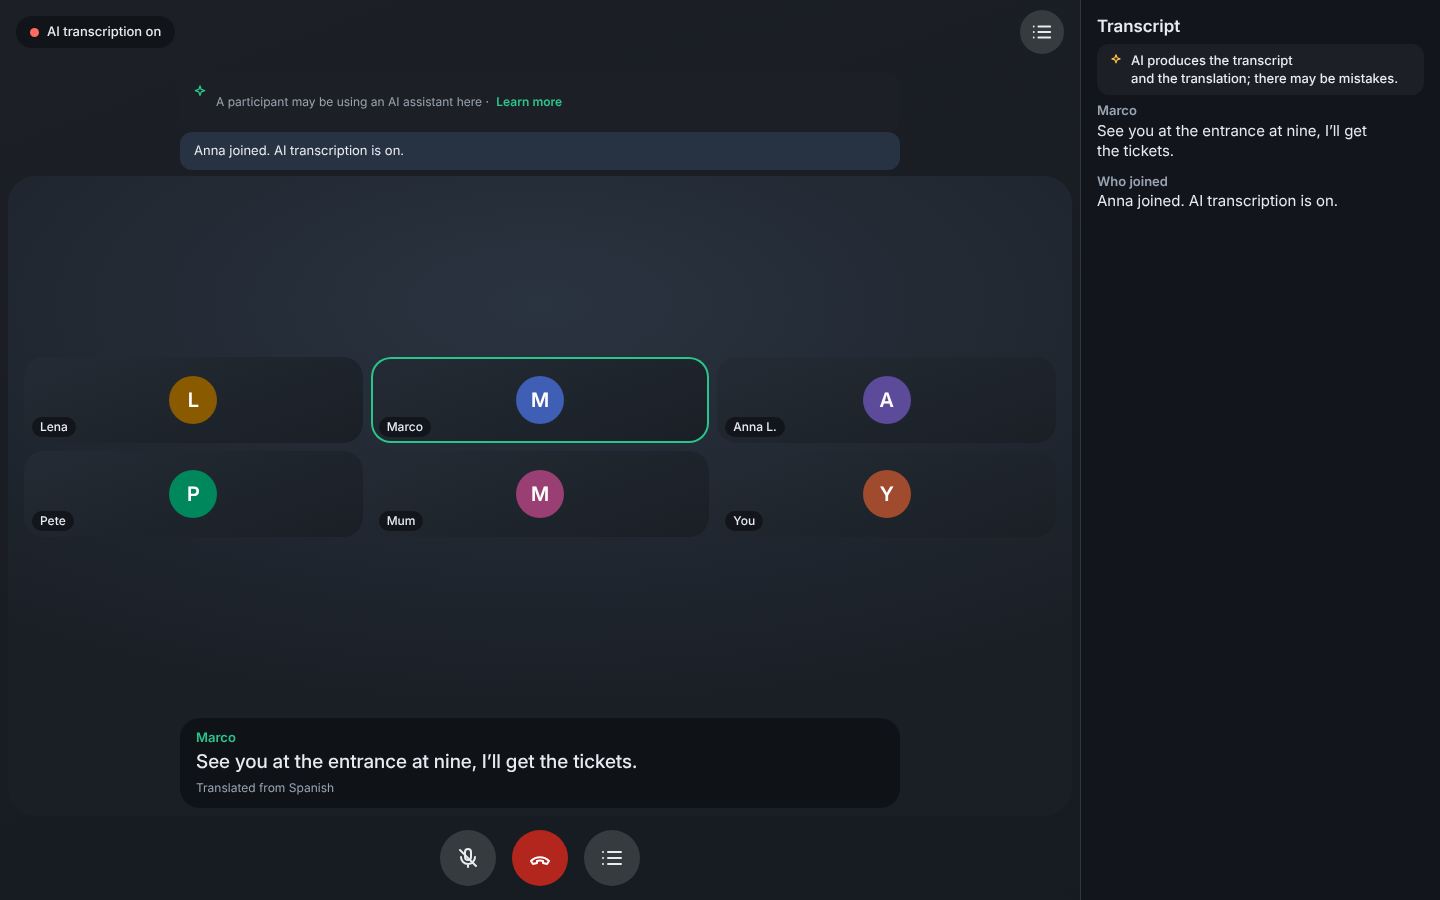 AI transcription on
A participant may be using an AI assistant here · Learn more
Anna joined. AI transcription is on.
L
Lena
M
Marco
A
Anna L.
P
Pete
M
Mum
Y
You
Marco
See you at the entrance at nine, I’ll get the tickets.
Translated from Spanish
Transcript
AI produces the transcript
and the translation; there may be mistakes.
Marco
See you at the entrance at nine, I’ll get
the tickets.
Who joined
Anna joined. AI transcription is on.